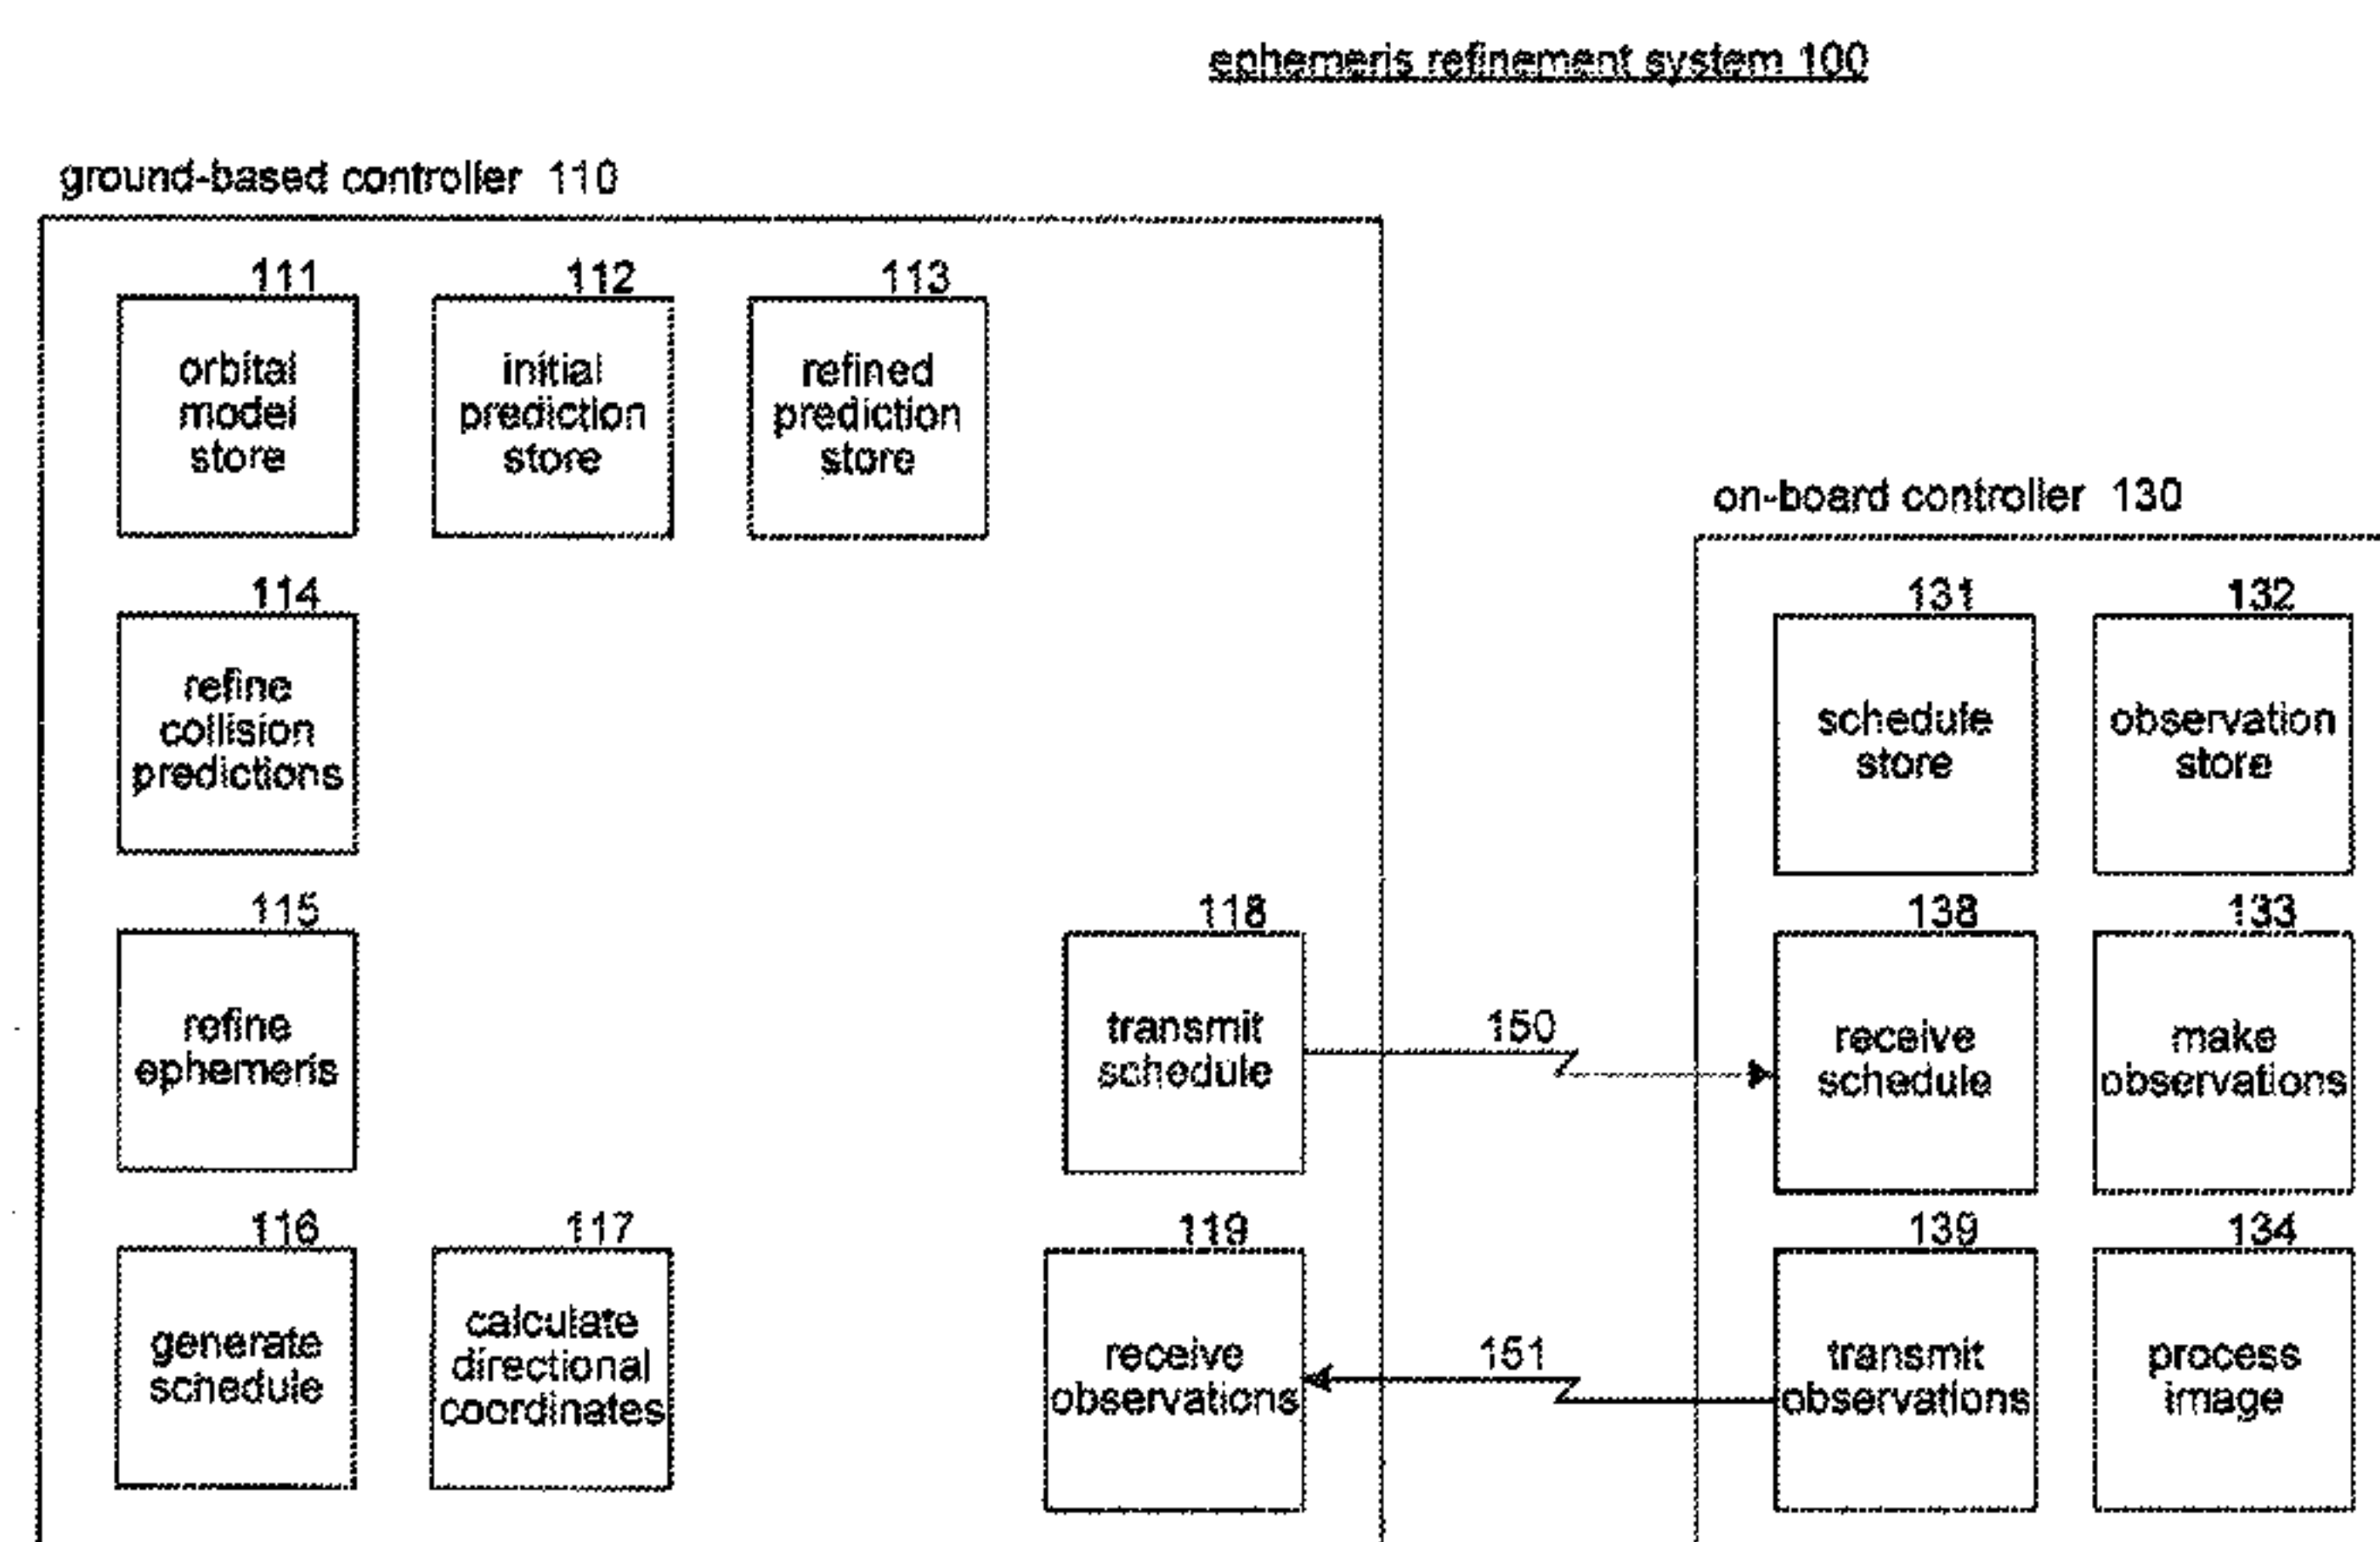 ephemeris refinement system 100
ground-based controller 110
111
orbital
model
store
112
initial
prediction
store
113
refined
prediction
store
114
refine
collision
predictions
115
refine
ephemeris
116
generate
schedule
117
calculate
directional
coordinates
118
transmit
schedule
119
receive
observations
150
151
on-board controller 130
131
schedule
store
132
observation
store
138
receive
schedule
133
make
observations
139
transmit
observations
134
process
image